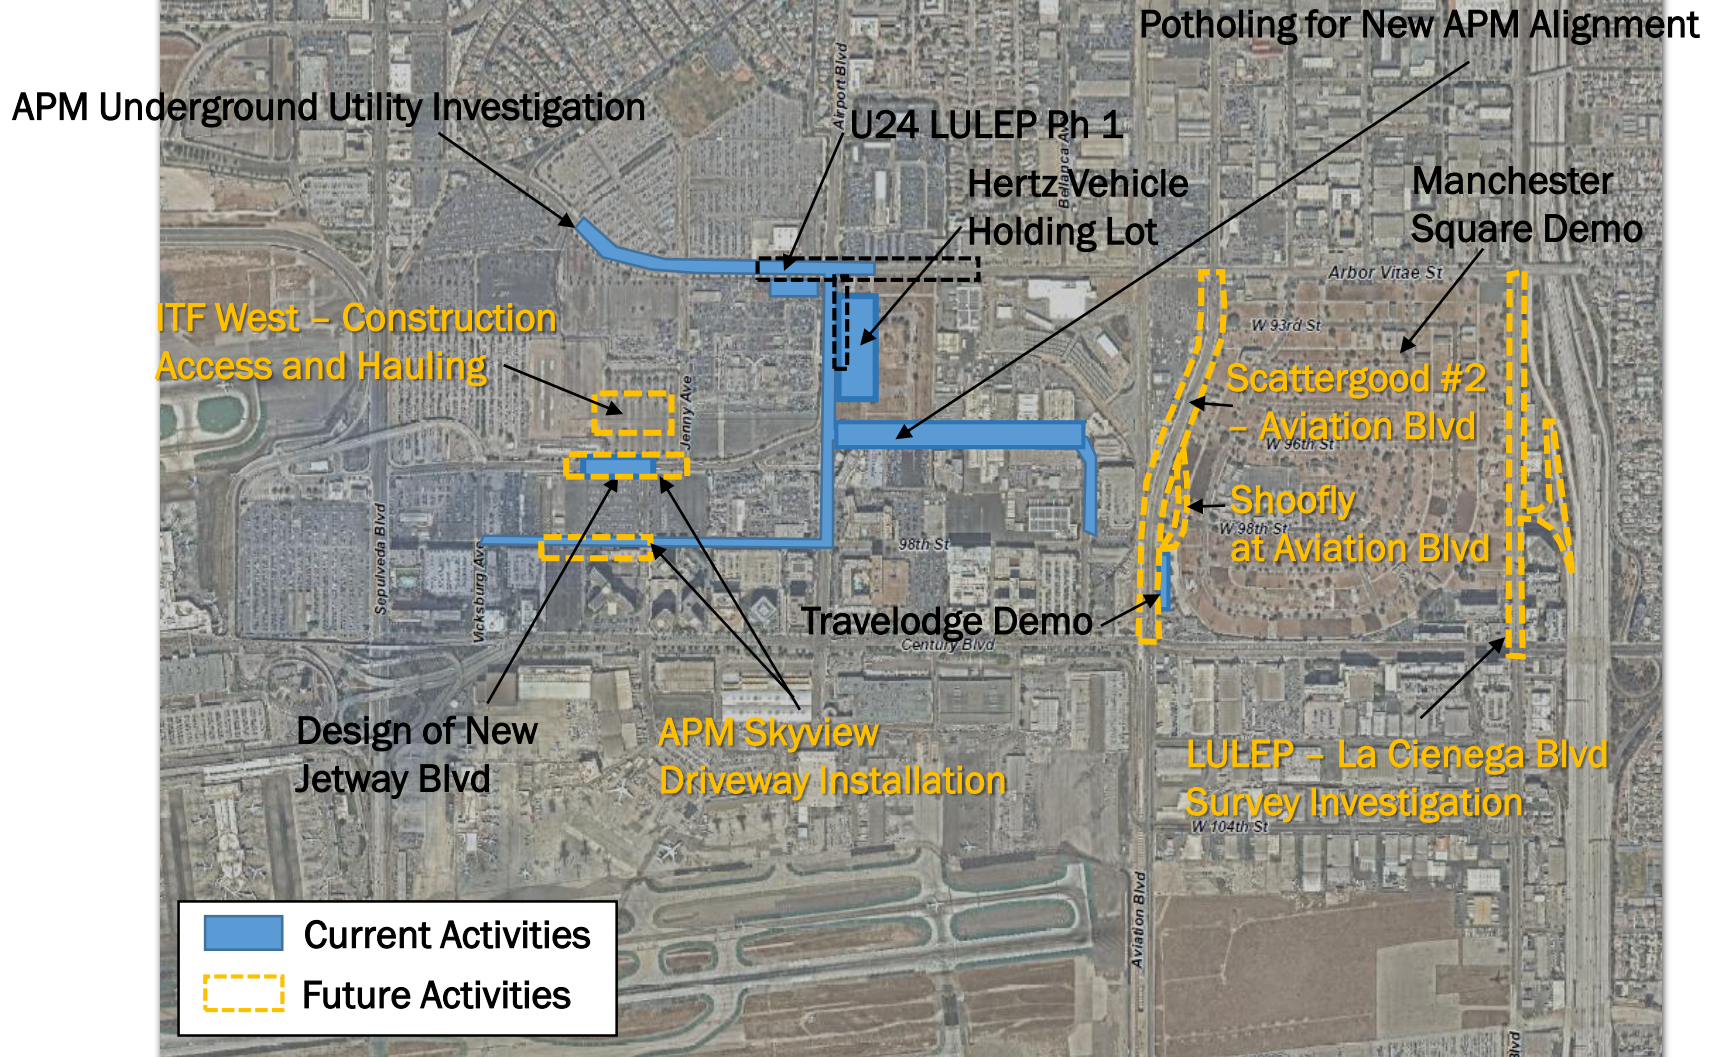 Potholing for New APM Alignment
APM Underground Utility Investigation
Airport Blvd
U24 LULEP Ph 1
Bellanca Av
Hertz Vehicle
Holding Lot
Manchester
Square Demo
Arbor Vitae St
ITF West – Construction
Access and Hauling
W 93rd St
Jenny Ave
Scattergood #2
– Aviation Blvd
W 96th St
Shoofly
at Aviation Blvd
W 98th St
Sepulveda Blvd
Vicksburg Ave
98th St
Travelodge Demo
Century Blvd
Design of New
Jetway Blvd
APM Skyview
Driveway Installation
LULEP – La Cienega Blvd
Survey Investigation
W 104th St
Aviation Blvd
Current Activities
Future Activities
Blvd